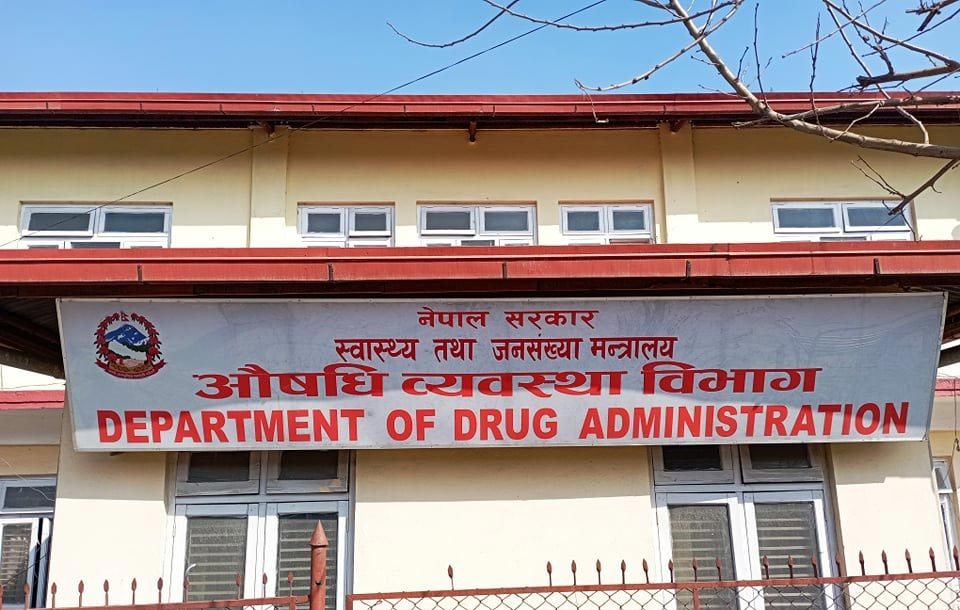 नेपाल सरकार
स्वास्थ्य तथा जनसंख्या मन्त्रालय
औषधि व्यवस्था विभाग
DEPARTMENT OF DRUG ADMINISTRATION